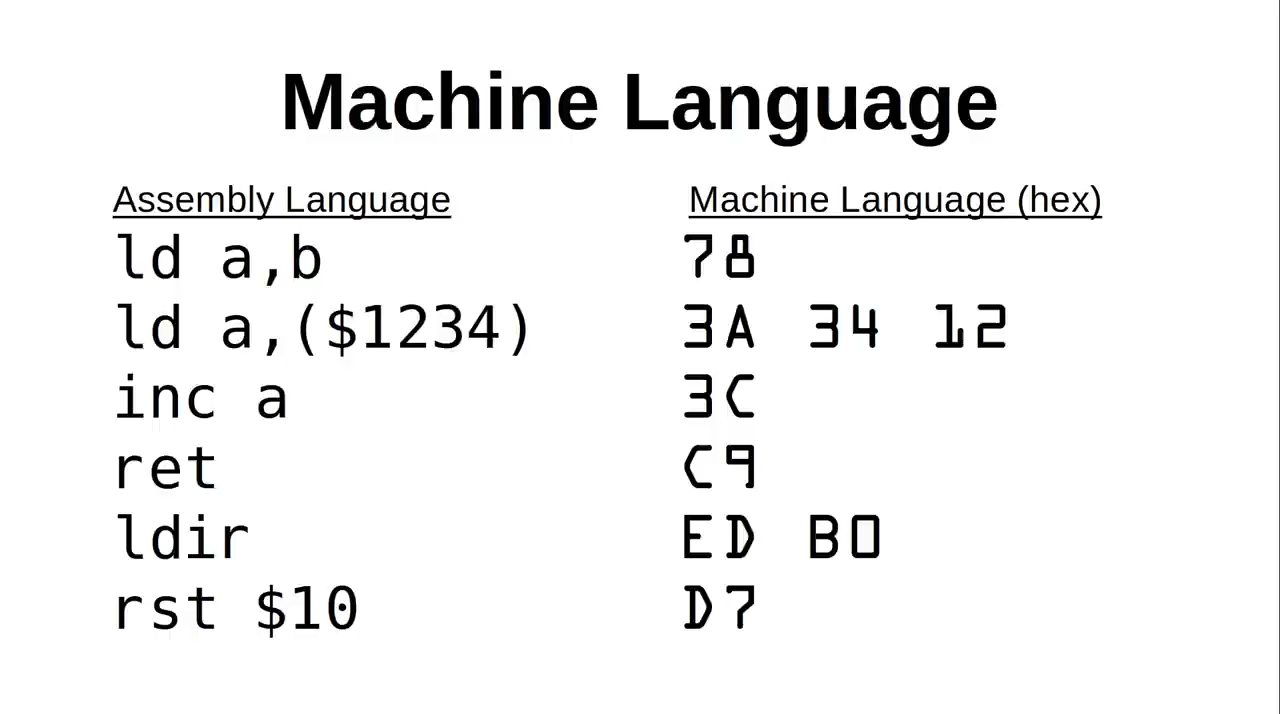 Machine Language
Assembly Language Machine Language (hex)
ld a,b 78
ld a,($1234) 3A 34 12
inc a 3C
ret C9
ldir ED B0
rst $10 D7